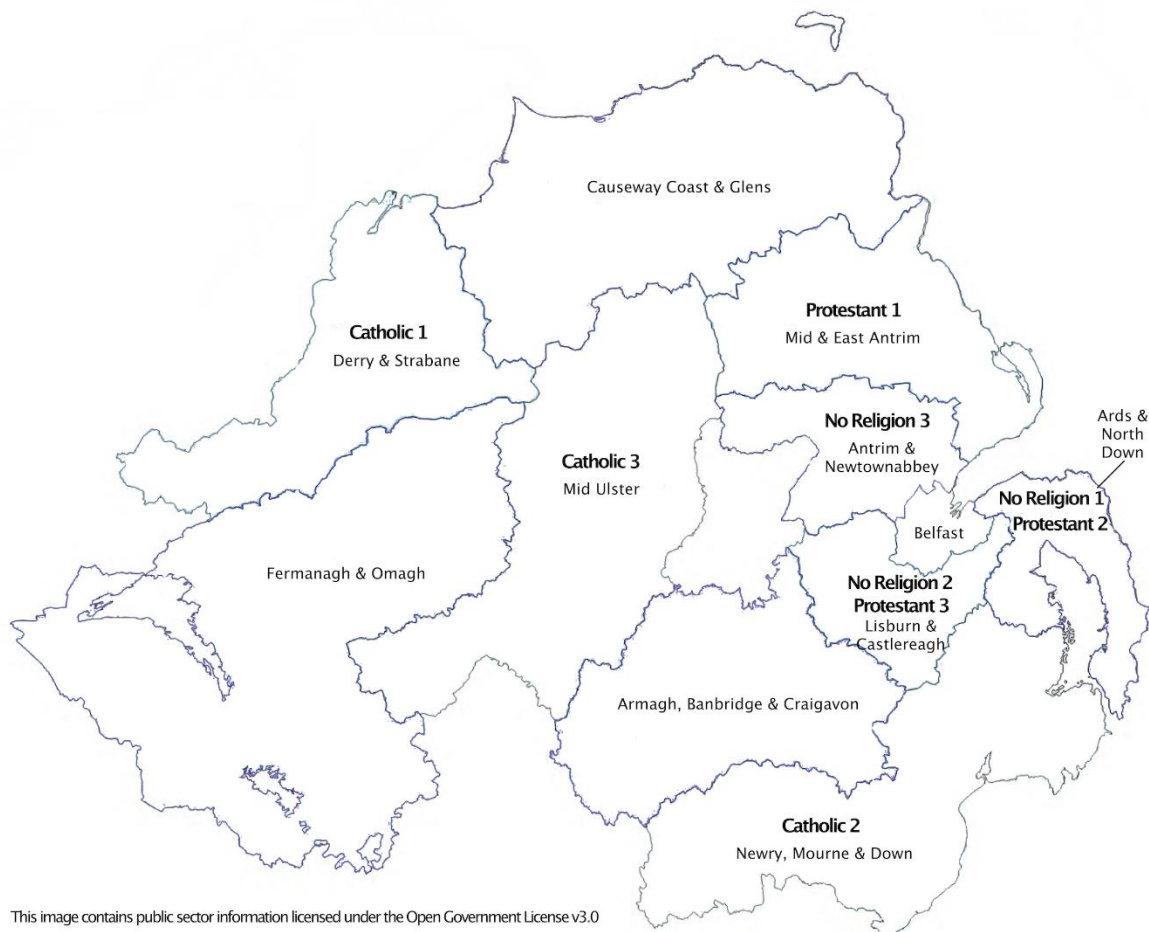 Causeway Coast & Glens
Protestant 1
Mid & East Antrim
Catholic 1
Derry & Strabane
No Religion 3
Antrim &
Newtownabbey
Ards &
North
Down
Catholic 3
Mid Ulster
No Religion 1
Protestant 2
Belfast
Fermanagh & Omagh
No Religion 2
Protestant 3
Lisburn &
Castlereagh
Armagh, Banbridge & Craigavon
Catholic 2
Newry, Mourne & Down
This image contains public sector information licensed under the Open Government License v3.0